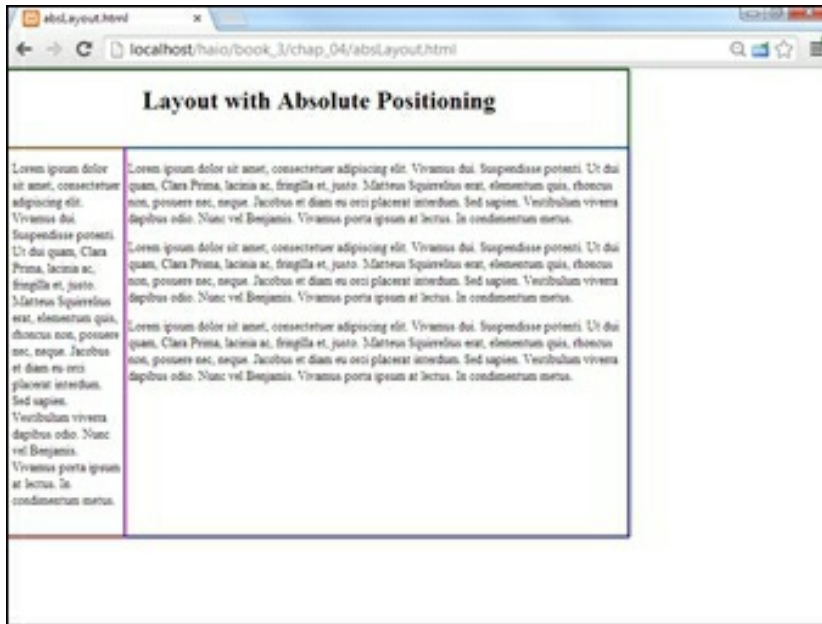 absLayout.html
localhost/haio/book_3/chap_04/absLayout.html
Layout with Absolute Positioning
Lorem ipsum dolor
sit amet, consectetuer
adipiscing elit.
Vivamus dui.
Suspendisse potenti.
Ut dui quam, Clara
Prima, lacinia ac,
fringilla et, justo.
Matteus Squirrelius
erat, elementum quis,
rhoncus non, posuere
nec, neque. Jacobus
et diam eu orci
placerat interdum.
Sed sapien.
Vestibulum viverra
dapibus odio. Nunc
vel Benjamis.
Vivamus porta ipsum
at lectus. In
condimentum metus.
Lorem ipsum dolor sit amet, consectetuer adipiscing elit. Vivamus dui. Suspendisse potenti. Ut dui
quam, Clara Prima, lacinia ac, fringilla et, justo. Matteus Squirrelius erat, elementum quis, rhoncus
non, posuere nec, neque. Jacobus et diam eu orci placerat interdum. Sed sapien. Vestibulum viverra
dapibus odio. Nunc vel Benjamis. Vivamus porta ipsum at lectus. In condimentum metus.
Lorem ipsum dolor sit amet, consectetuer adipiscing elit. Vivamus dui. Suspendisse potenti. Ut dui
quam, Clara Prima, lacinia ac, fringilla et, justo. Matteus Squirrelius erat, elementum quis, rhoncus
non, posuere nec, neque. Jacobus et diam eu orci placerat interdum. Sed sapien. Vestibulum viverra
dapibus odio. Nunc vel Benjamis. Vivamus porta ipsum at lectus. In condimentum metus.
Lorem ipsum dolor sit amet, consectetuer adipiscing elit. Vivamus dui. Suspendisse potenti. Ut dui
quam, Clara Prima, lacinia ac, fringilla et, justo. Matteus Squirrelius erat, elementum quis, rhoncus
non, posuere nec, neque. Jacobus et diam eu orci placerat interdum. Sed sapien. Vestibulum viverra
dapibus odio. Nunc vel Benjamis. Vivamus porta ipsum at lectus. In condimentum metus.